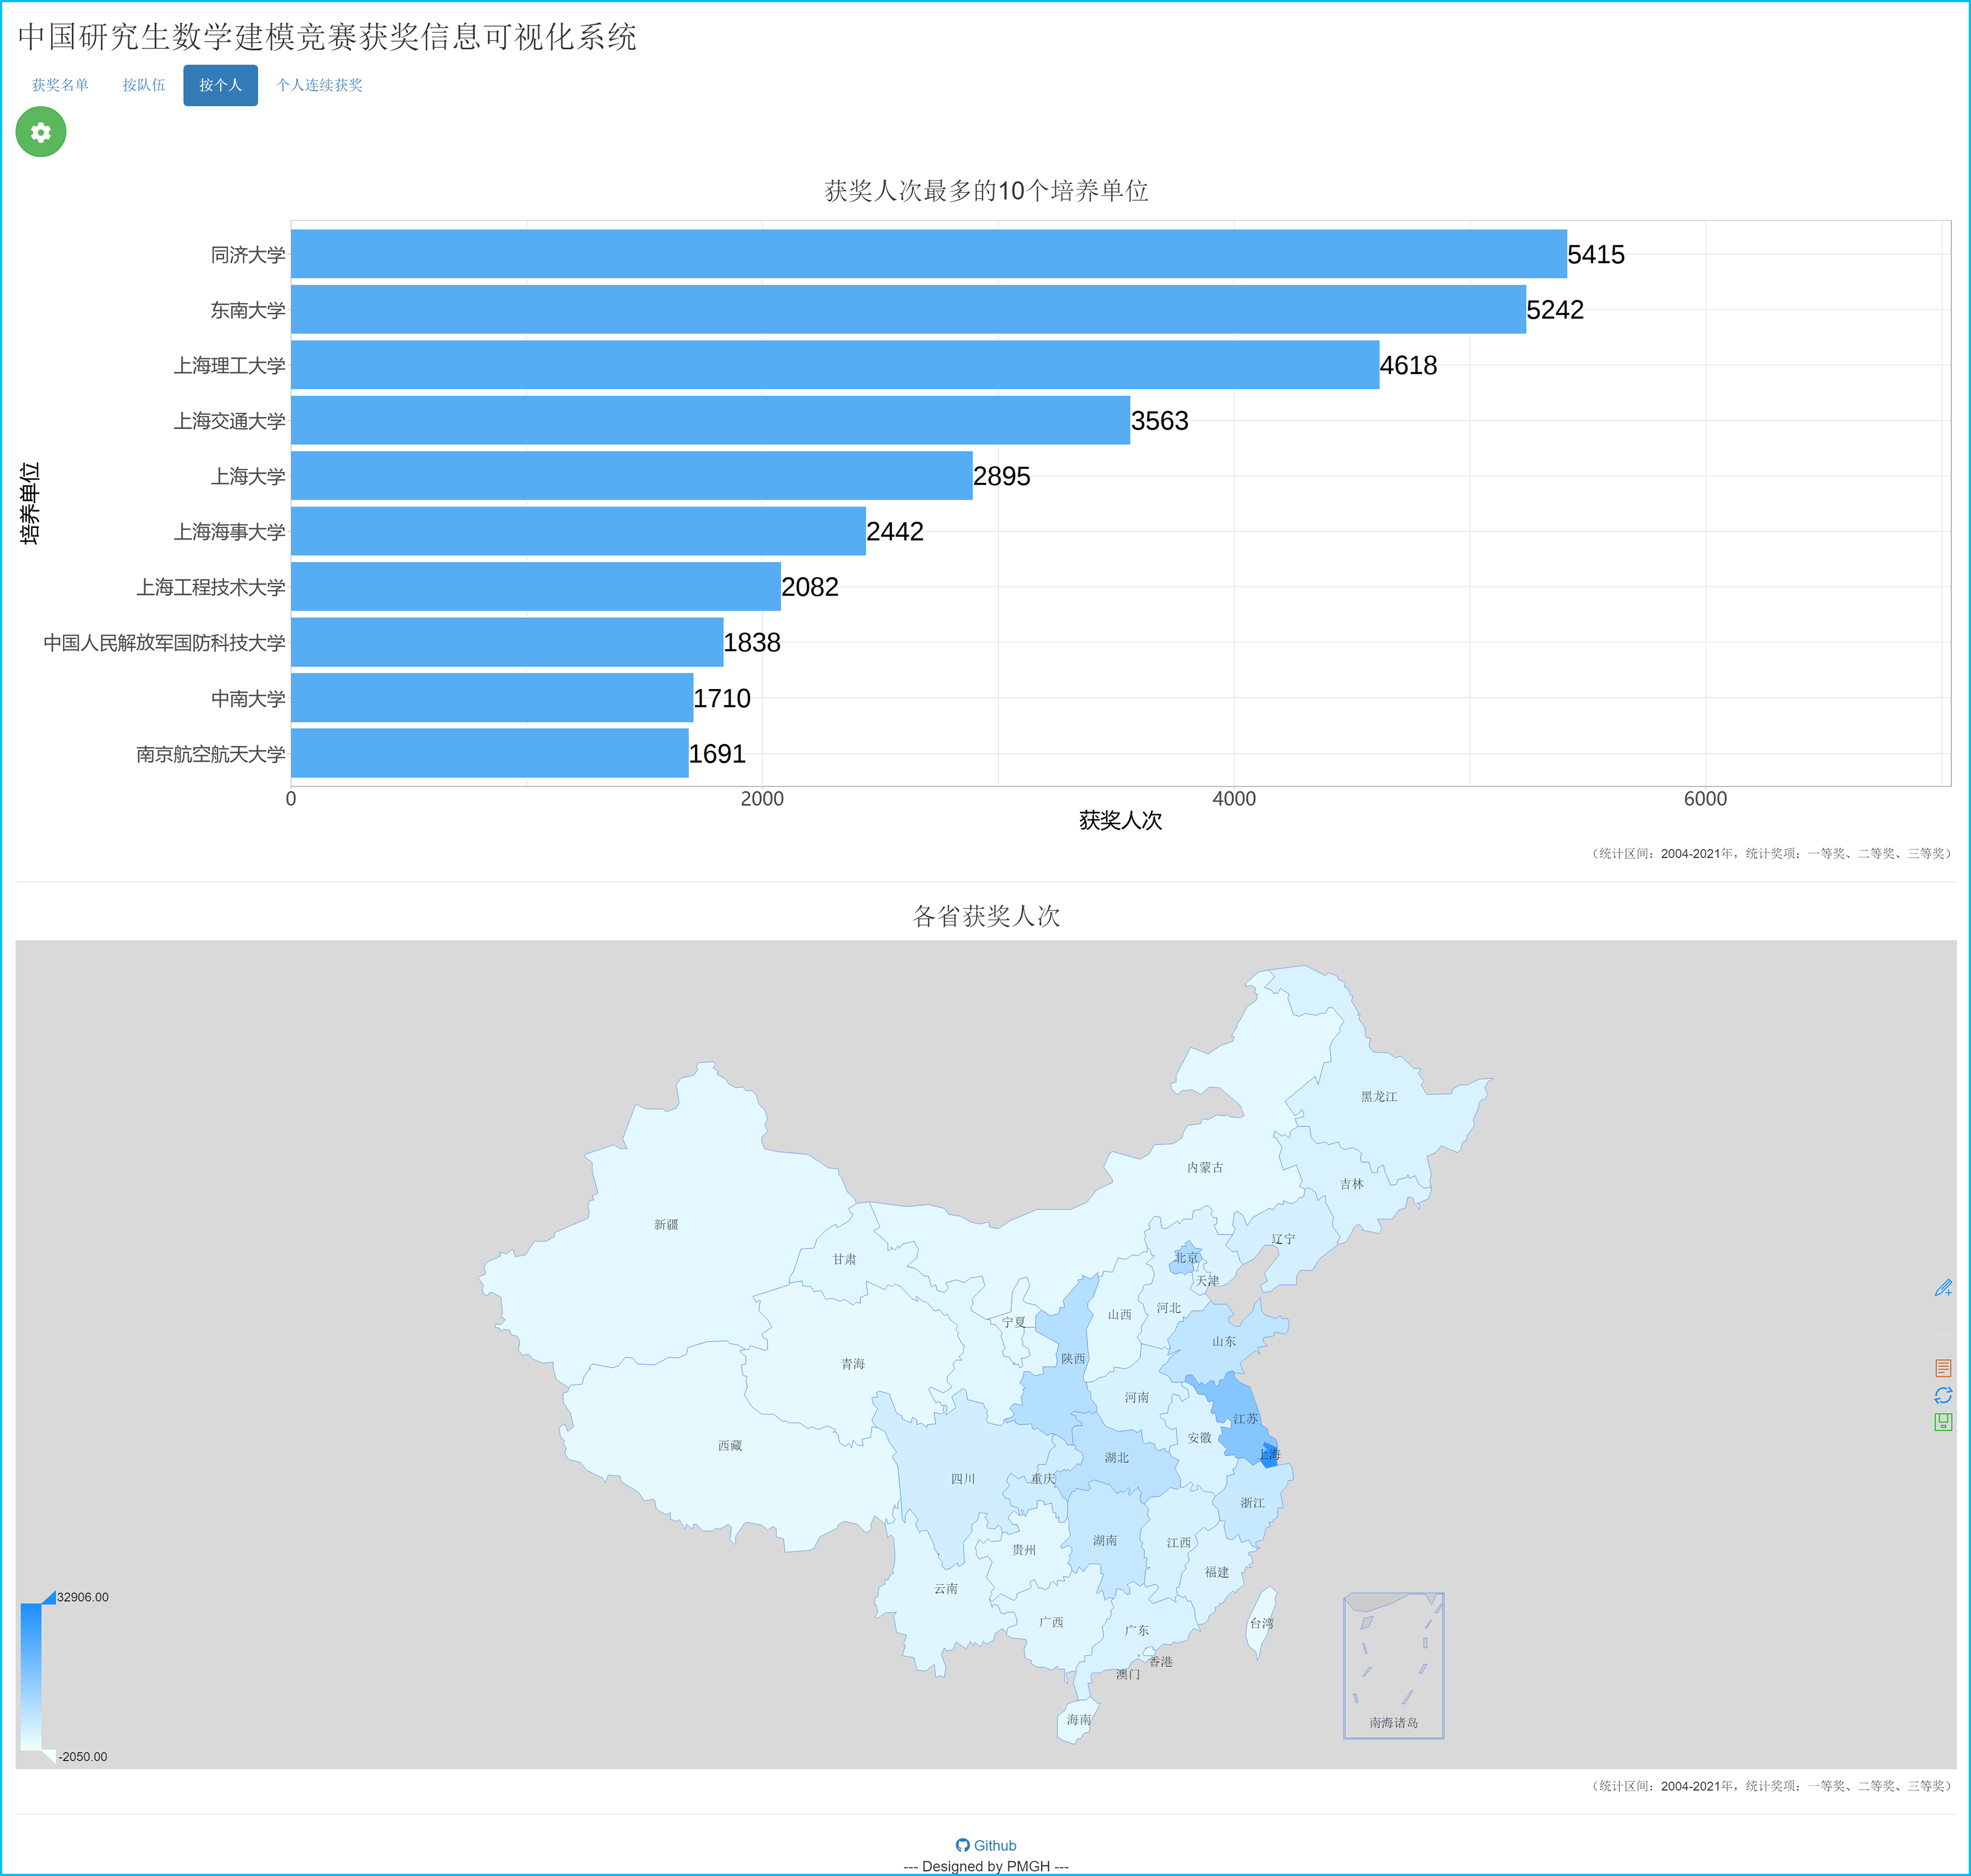 中国研究生数学建模竞赛获奖信息可视化系统
获奖名单 按队伍 按个人 个人连续获奖
获奖人次最多的10个培养单位
培养单位
同济大学 5415
东南大学 5242
上海理工大学 4618
上海交通大学 3563
上海大学 2895
上海海事大学 2442
上海工程技术大学 2082
中国人民解放军国防科技大学 1838
中南大学 1710
南京航空航天大学 1691
0 2000 4000 6000
获奖人次
（统计区间：2004-2021年，统计奖项：一等奖、二等奖、三等奖）
各省获奖人次
黑龙江
内蒙古
吉林
新疆
辽宁
甘肃
北京
天津
河北
山西
宁夏
山东
陕西
青海
河南
江苏
安徽
西藏
上海
湖北
四川
重庆
浙江
湖南
江西
贵州
福建
云南
广西
台湾
广东
香港
澳门
海南
南海诸岛
32906.00
-2050.00
（统计区间：2004-2021年，统计奖项：一等奖、二等奖、三等奖）
Github
--- Designed by PMGH ---